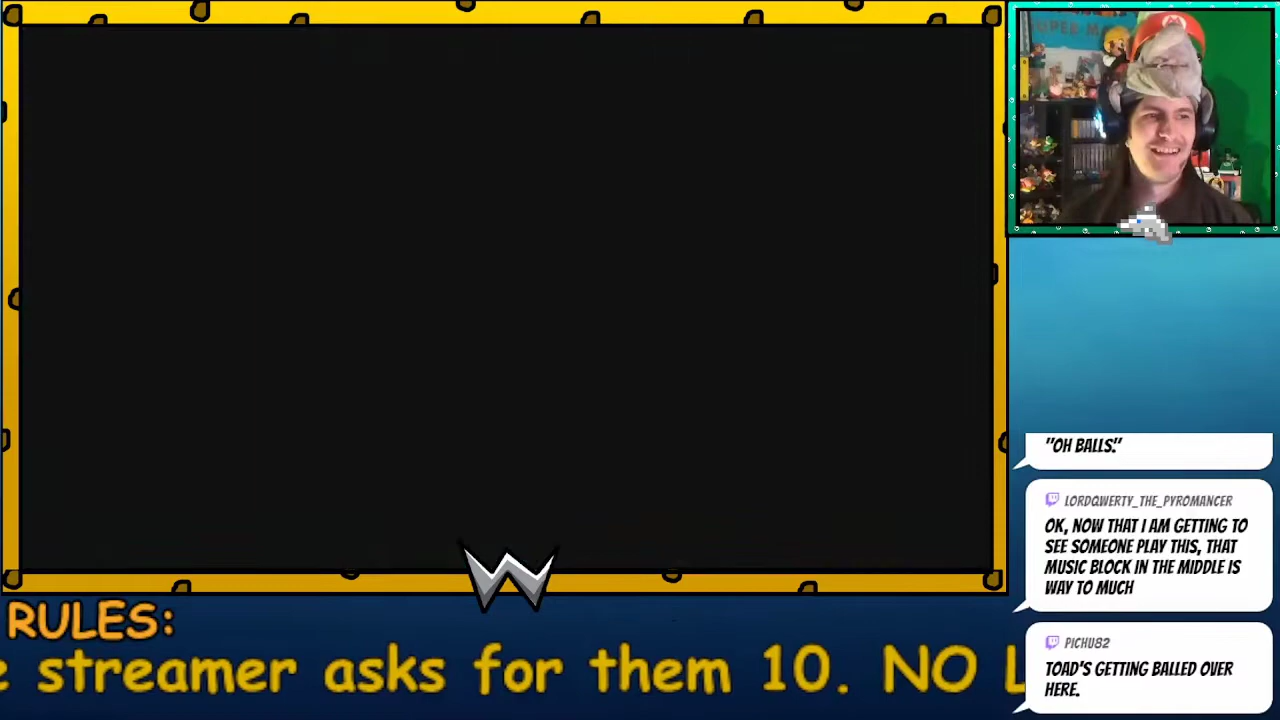 UPER M
"OH BALLS."
LORDQWERTY_THE_PYROMANCER
OK, NOW THAT I AM GETTING TO
SEE SOMEONE PLAY THIS, THAT
MUSIC BLOCK IN THE MIDDLE IS
WAY TO MUCH
PICHU82
TOAD'S GETTING BALLED OVER
HERE.
RULES:
e streamer asks for them 10. NO L